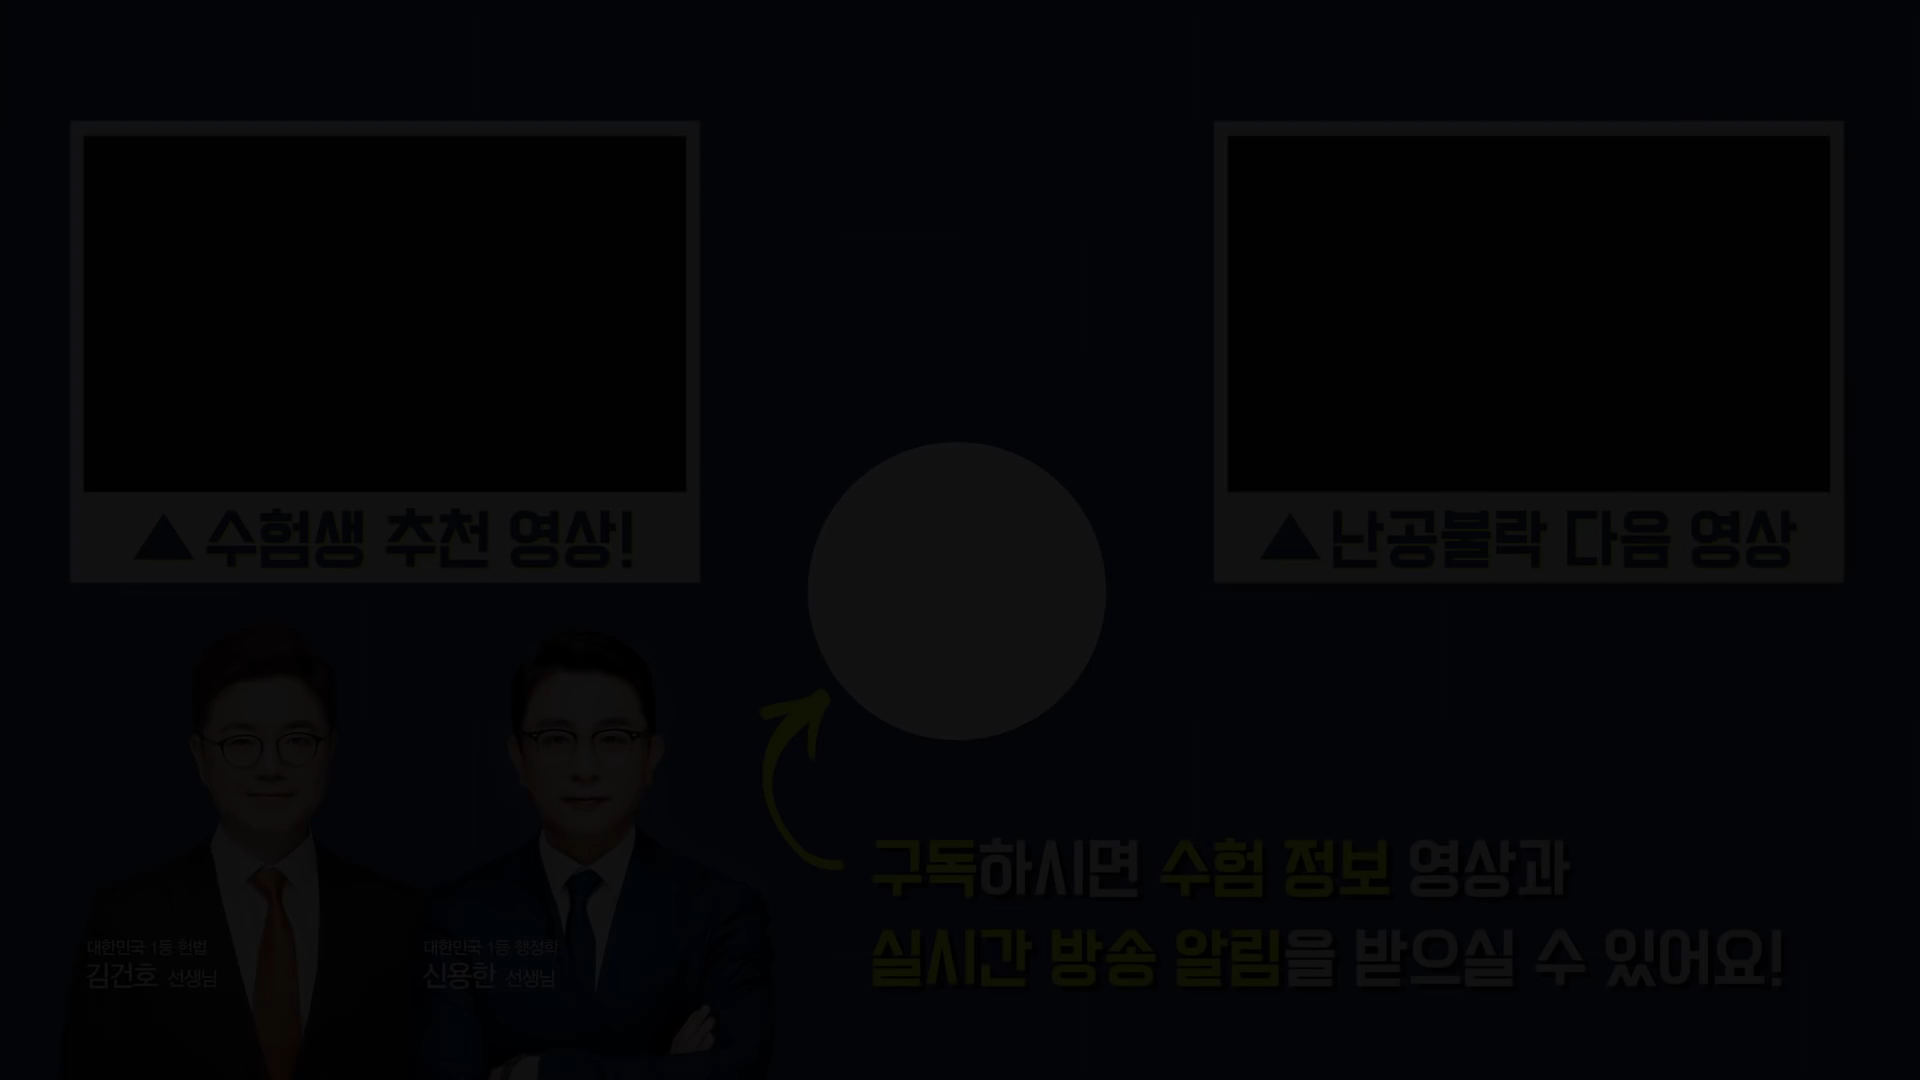 ▲수험생 추천 영상!
▲난공불락 다음 영상
구독하시면 수험 정보 영상과
실시간 방송 알림을 받으실 수 있어요!
대한민국 1등 헌법
김건호 선생님
대한민국 1등 행정학
신용한 선생님